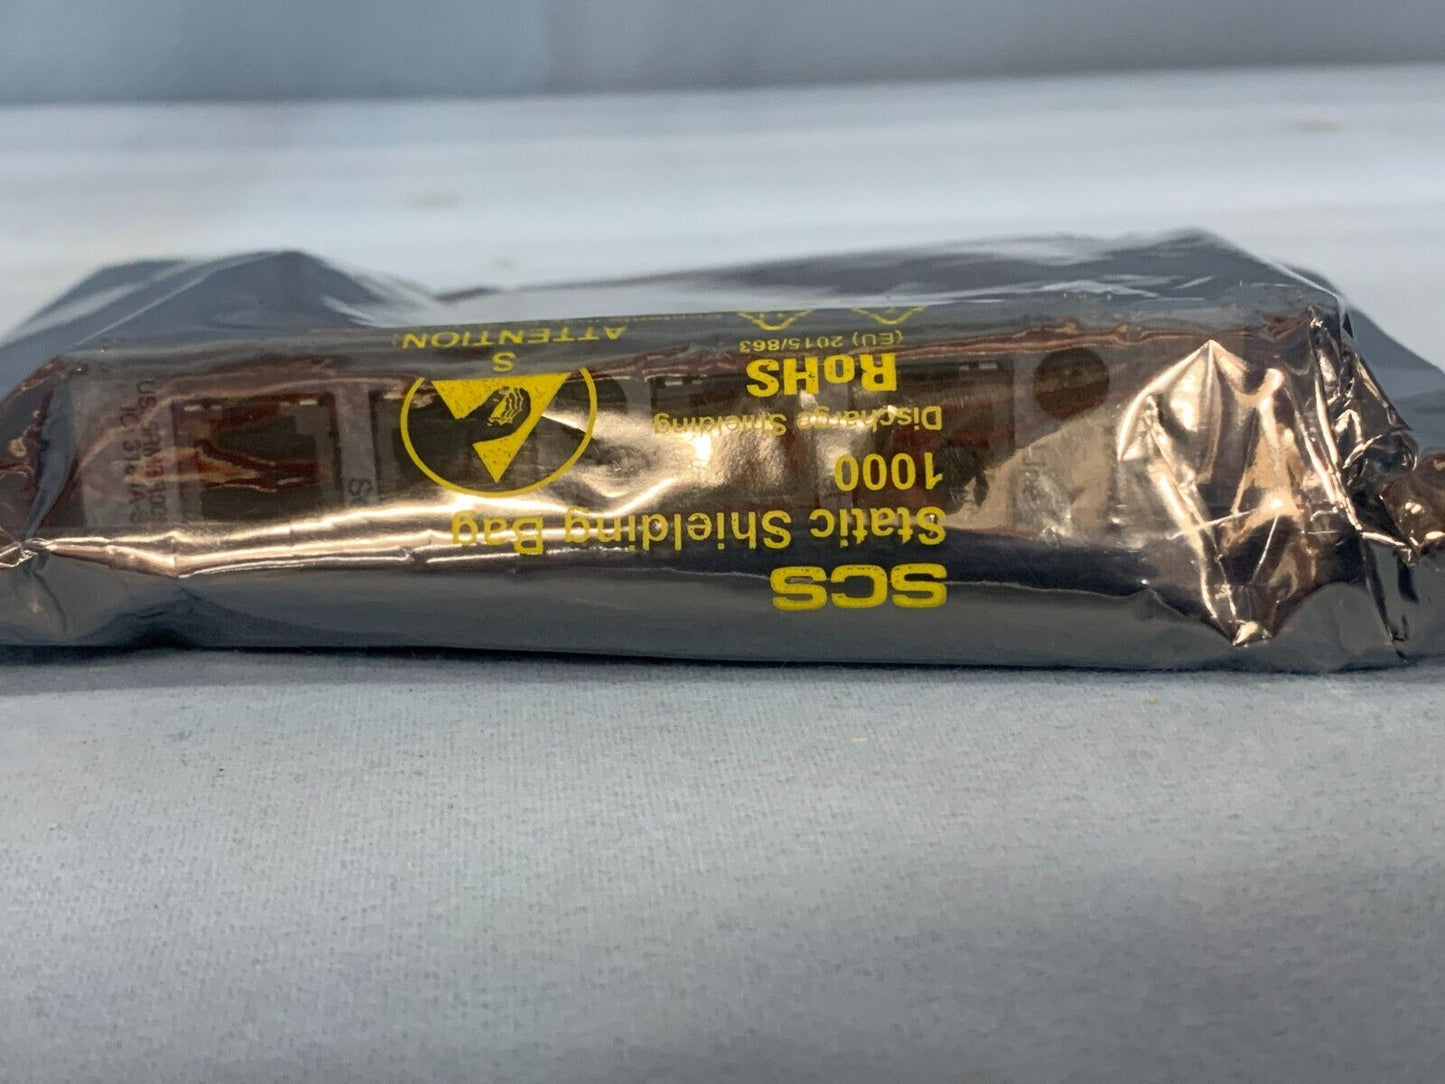 SCS
Static Shielding Bag
1000
Discharge Shielding
RoHS
(EU) 2015/863
S
ATTENTION